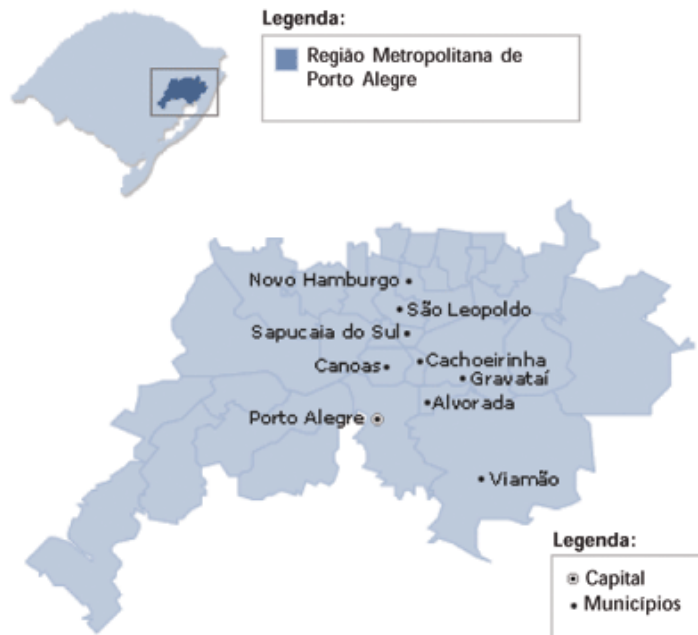 Legenda:
Região Metropolitana de
Porto Alegre
Novo Hamburgo
São Leopoldo
Sapucaia do Sul
Canoas
Cachoeirinha
Gravataí
Alvorada
Porto Alegre
Viamão
Legenda:
Capital
Municípios